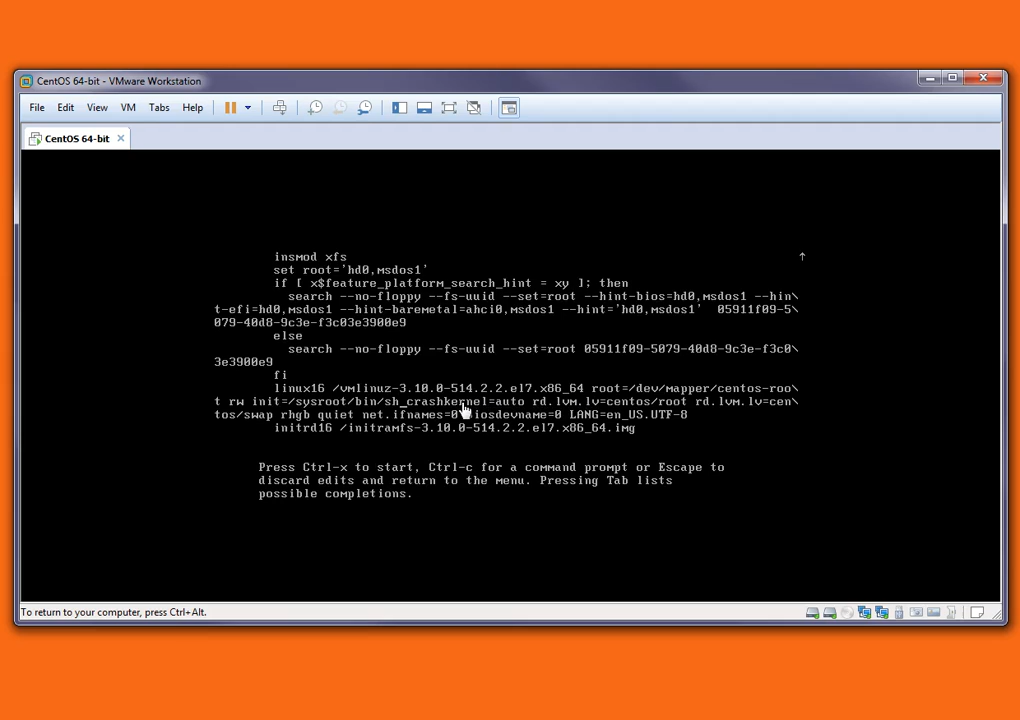 CentOS 64-bit - VMware Workstation
File Edit View VM Tabs Help
CentOS 64-bit
insmod xfs
set root='hd0,msdos1'
if [ x$feature_platform_search_hint = xy ]; then
search --no-floppy --fs-uuid --set=root --hint-bios=hd0,msdos1 --hin\
t-efi=hd0,msdos1 --hint-baremetal=ahci0,msdos1 --hint='hd0,msdos1'  05911f09-5\
079-40d8-9c3e-f3c03e3900e9
else
search --no-floppy --fs-uuid --set=root 05911f09-5079-40d8-9c3e-f3c0\
3e3900e9
fi
linux16 /vmlinuz-3.10.0-514.2.2.el7.x86_64 root=/dev/mapper/centos-roo\
t rw init=/sysroot/bin/sh_crashkernel=auto rd.lvm.lv=centos/root rd.lvm.lv=cen\
tos/swap rhgb quiet net.ifnames=0 iosdevname=0 LANG=en_US.UTF-8
initrd16 /initramfs-3.10.0-514.2.2.el7.x86_64.img
Press Ctrl-x to start, Ctrl-c for a command prompt or Escape to
discard edits and return to the menu. Pressing Tab lists
possible completions.
To return to your computer, press Ctrl+Alt.